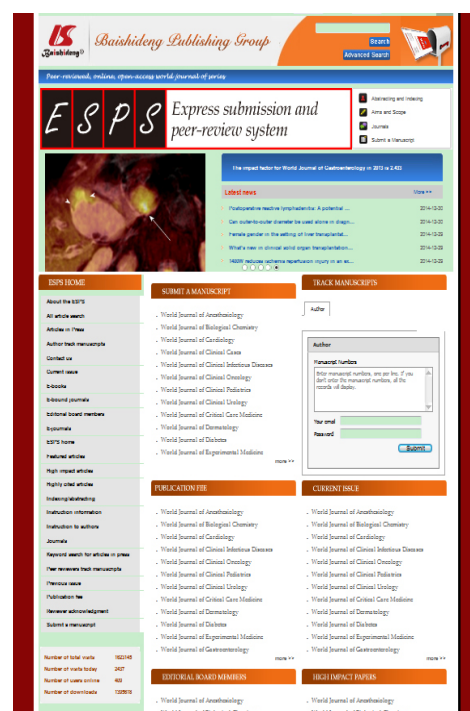 BS
Baishideng®
Baishideng Publishing Group
Search
Advanced Search
Peer-reviewed, online, open-access world journal of series
E S P S
Express submission and
peer-review system
Abstracting and Indexing
Aims and Scope
Journals
Submit a Manuscript
The impact factor for World Journal of Gastroenterology in 2013 is 2.433
Latest news
More >>
Postoperative reactive lymphadenitis: A potential ...
Can outer-to-outer diameter be used alone in diagn...
Female gender in the setting of liver transplantat...
What's new in clinical solid organ transplantation...
1400W reduces ischemia reperfusion injury in an ex...
ESPS HOME
About the ESPS
All article search
Articles in Press
Author track manuscripts
Contact us
Current issue
E-books
E-bound journals
Editorial board members
E-journals
ESPS home
Featured articles
High impact articles
Highly cited articles
Indexing/abstracting
Instruction information
Instruction to authors
Journals
Keyword search for articles in press
Peer reviewers track manuscripts
Previous issue
Publication fee
Reviewer acknowledgment
Submit a manuscript
Number of total visits
Number of visits today
Number of users online
Number of downloads
SUBMIT A MANUSCRIPT
World Journal of Anesthesiology
World Journal of Biological Chemistry
World Journal of Cardiology
World Journal of Clinical Cases
World Journal of Clinical Infectious Diseases
World Journal of Clinical Oncology
World Journal of Clinical Pediatrics
World Journal of Clinical Urology
World Journal of Critical Care Medicine
World Journal of Dermatology
World Journal of Diabetes
World Journal of Experimental Medicine
more >>
TRACK MANUSCRIPTS
Author
Author
Manuscript Numbers
Enter manuscript numbers, one per line. If you
don't enter the manuscript numbers, all the
records will display.
Your email
Password
Submit
PUBLICATION FEE
World Journal of Anesthesiology
World Journal of Biological Chemistry
World Journal of Cardiology
World Journal of Clinical Infectious Diseases
World Journal of Clinical Oncology
World Journal of Clinical Pediatrics
World Journal of Clinical Urology
World Journal of Critical Care Medicine
World Journal of Dermatology
World Journal of Diabetes
World Journal of Experimental Medicine
World Journal of Gastroenterology
more >>
CURRENT ISSUE
World Journal of Anesthesiology
World Journal of Biological Chemistry
World Journal of Cardiology
World Journal of Clinical Infectious Diseases
World Journal of Clinical Oncology
World Journal of Clinical Pediatrics
World Journal of Clinical Urology
World Journal of Critical Care Medicine
World Journal of Dermatology
World Journal of Diabetes
World Journal of Experimental Medicine
World Journal of Gastroenterology
more >>
EDITORIAL BOARD MEMBERS
World Journal of Anesthesiology
HIGH IMPACT PAPERS
World Journal of Anesthesiology